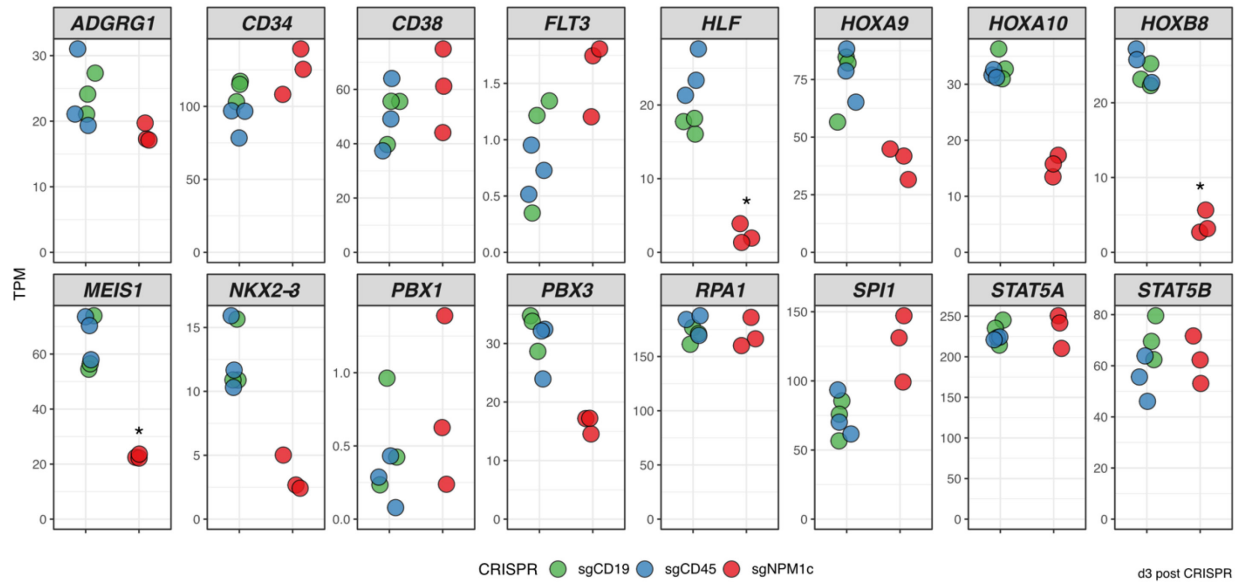 ADGRG1 CD34 CD38 FLT3 HLF HOXA9 HOXA10 HOXB8
30 20 10 0
100 50 0
60 40 20 0
1.5 1.0 0.5 0.0
20 10 0 *
75 50 25 0
30 20 10 0
20 10 0 *
TPM
MEIS1 NKX2-3 PBX1 PBX3 RPA1 SPI1 STAT5A STAT5B
60 40 20 0 *
15 10 5 0
1.0 0.5 0.0
30 20 10 0
150 100 50 0
150 100 50 0
250 200 150 100 50 0
80 60 40 20 0
CRISPR sgCD19 sgCD45 sgNPM1c
d3 post CRISPR